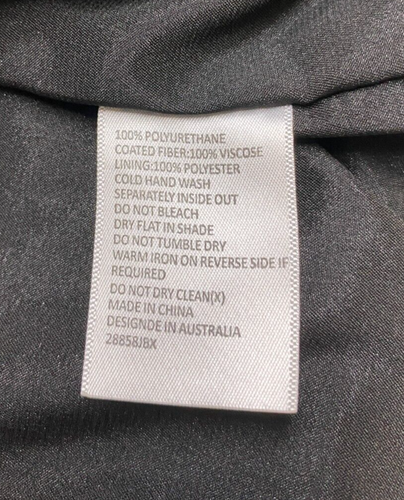 100% POLYURETHANE
COATED FIBER:100% VISCOSE
LINING:100% POLYESTER
COLD HAND WASH
SEPARATELY INSIDE OUT
DO NOT BLEACH
DRY FLAT IN SHADE
DO NOT TUMBLE DRY
WARM IRON ON REVERSE SIDE IF
REQUIRED
DO NOT DRY CLEAN(X)
MADE IN CHINA
DESIGNDE IN AUSTRALIA
28858JBX